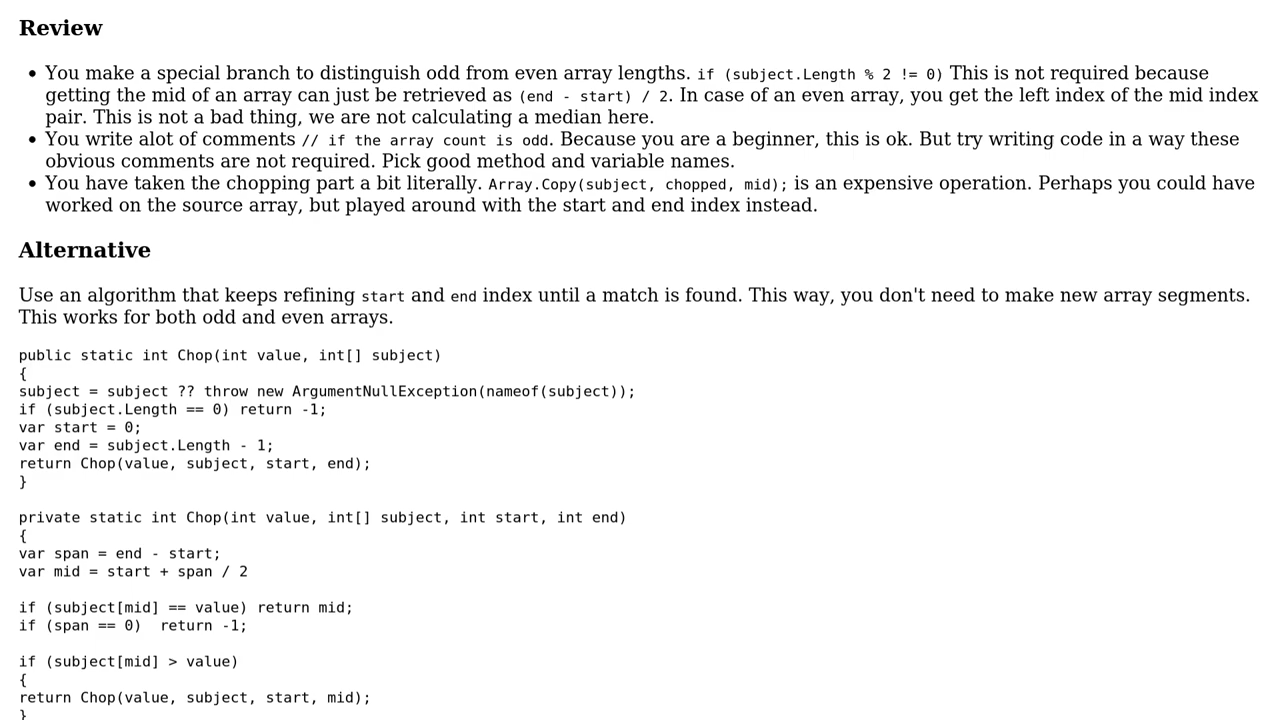 Review
You make a special branch to distinguish odd from even array lengths. if (subject.Length % 2 != 0) This is not required because
getting the mid of an array can just be retrieved as (end - start) / 2. In case of an even array, you get the left index of the mid index
pair. This is not a bad thing, we are not calculating a median here.
You write alot of comments // if the array count is odd. Because you are a beginner, this is ok. But try writing code in a way these
obvious comments are not required. Pick good method and variable names.
You have taken the chopping part a bit literally. Array.Copy(subject, chopped, mid); is an expensive operation. Perhaps you could have
worked on the source array, but played around with the start and end index instead.
Alternative
Use an algorithm that keeps refining start and end index until a match is found. This way, you don't need to make new array segments.
This works for both odd and even arrays.
public static int Chop(int value, int[] subject)
{
subject = subject ?? throw new ArgumentNullException(nameof(subject));
if (subject.Length == 0) return -1;
var start = 0;
var end = subject.Length - 1;
return Chop(value, subject, start, end);
}
private static int Chop(int value, int[] subject, int start, int end)
{
var span = end - start;
var mid = start + span / 2
if (subject[mid] == value) return mid;
if (span == 0)  return -1;
if (subject[mid] > value)
{
return Chop(value, subject, start, mid);
}